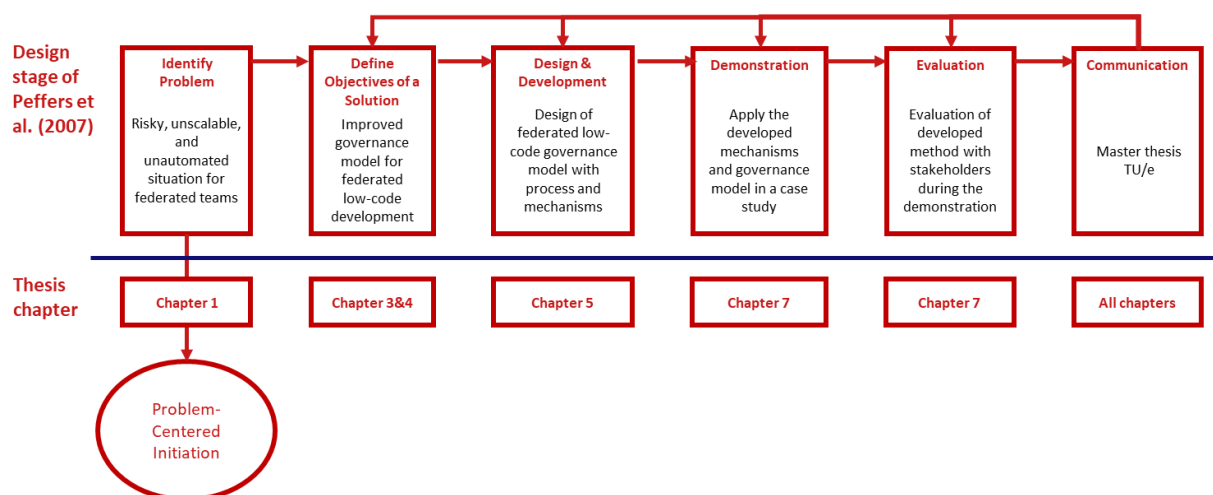 Design
stage of
Peffers et
al. (2007)
Identify
Problem
Risky, unscalable,
and
unautomated
situation for
federated teams
Define
Objectives of a
Solution
Improved
governance
model for
federated
low-code
development
Design &
Development
Design of
federated low-
code governance
model with
process and
mechanisms
Demonstration
Apply the
developed
mechanisms
and governance
model in a case
study
Evaluation
Evaluation of
developed
method with
stakeholders
during the
demonstration
Communication
Master thesis
TU/e
Thesis
chapter
Chapter 1
Chapter 3&4
Chapter 5
Chapter 7
Chapter 7
All chapters
Problem-
Centered
Initiation